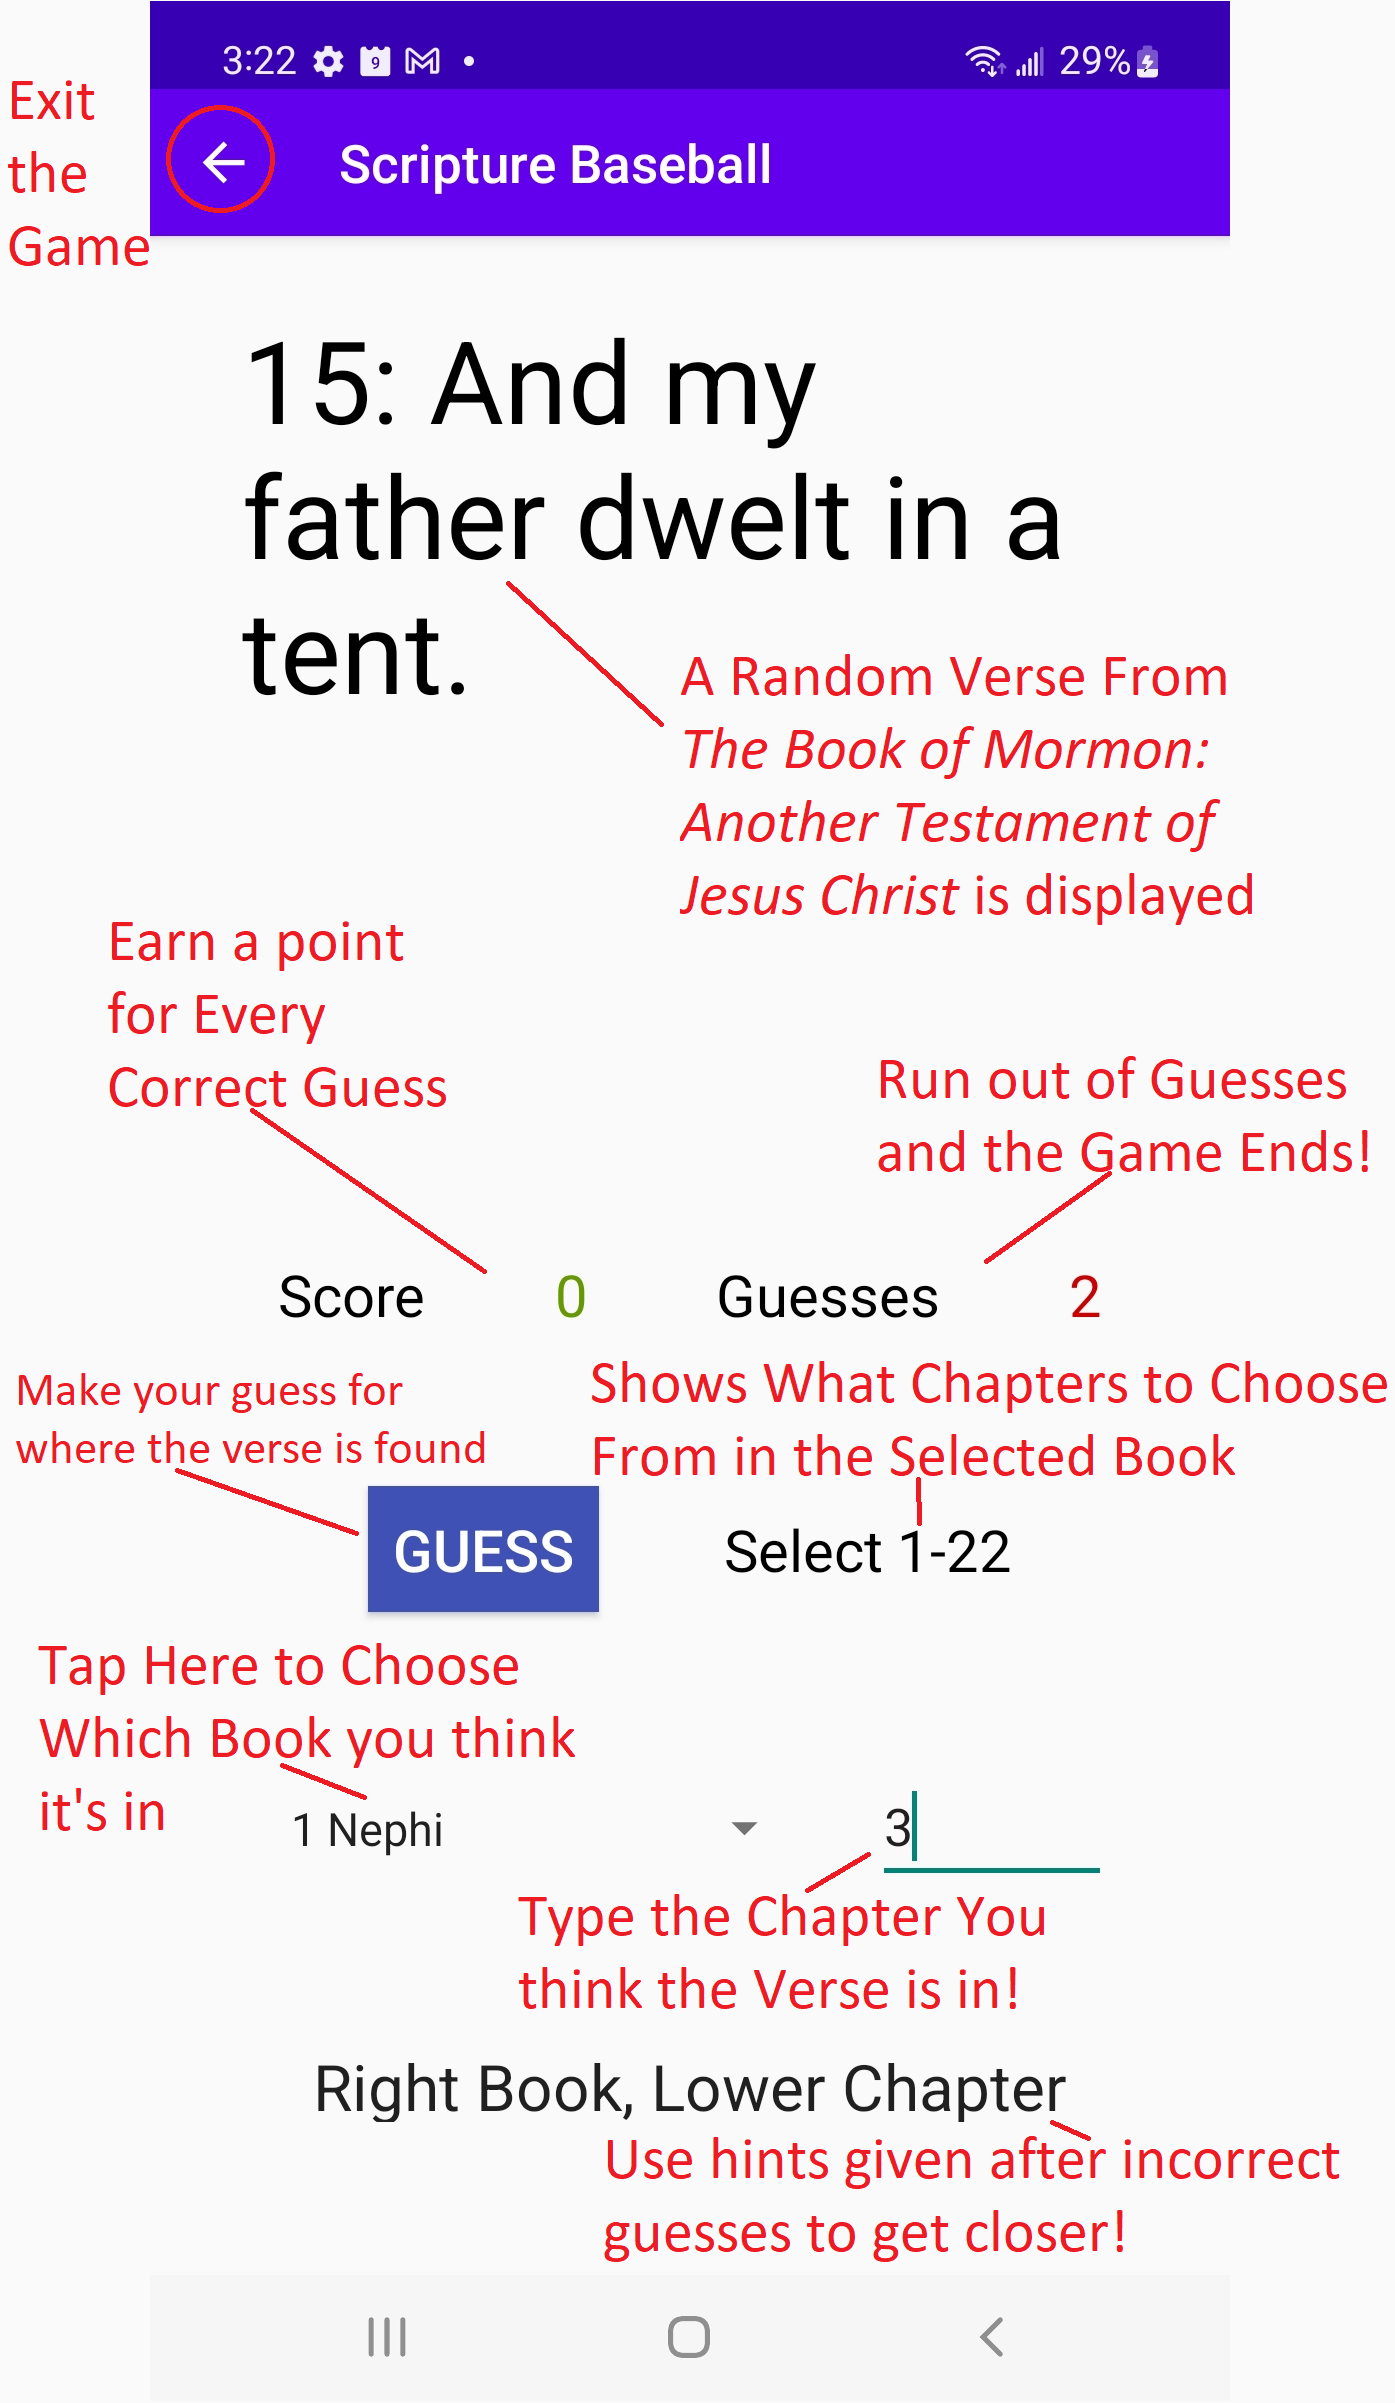 3:22 9 29%
Exit
the
Game
Scripture Baseball
15: And my
father dwelt in a
tent.
A Random Verse From
The Book of Mormon:
Another Testament of
Jesus Christ is displayed
Earn a point
for Every
Correct Guess
Run out of Guesses
and the Game Ends!
Score 0 Guesses 2
Make your guess for
where the verse is found
Shows What Chapters to Choose
From in the Selected Book
GUESS
Select 1-22
Tap Here to Choose
Which Book you think
it's in
1 Nephi
3
Type the Chapter You
think the Verse is in!
Right Book, Lower Chapter
Use hints given after incorrect
guesses to get closer!